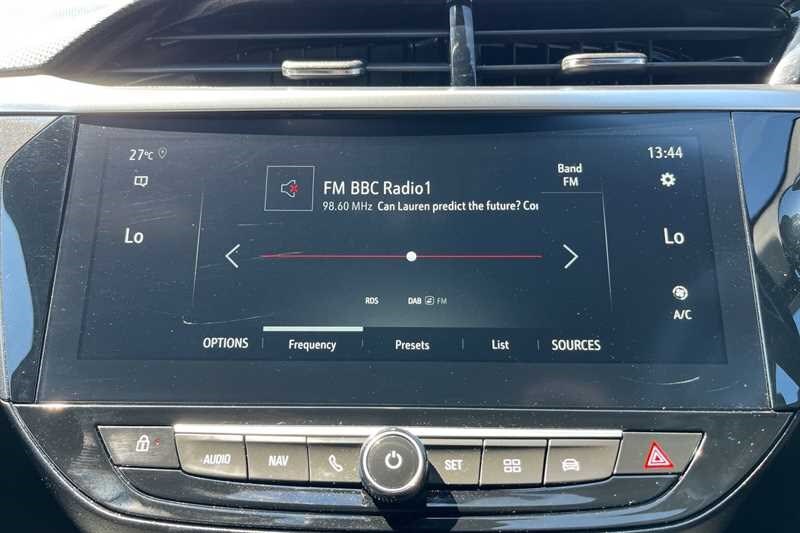 27°C
13:44
FM BBC Radio1
Band
FM
98.60 MHz Can Lauren predict the future? Co
Lo
Lo
RDS
DAB FM
A/C
OPTIONS
Frequency
Presets
List
SOURCES
AUDIO
NAV
SET